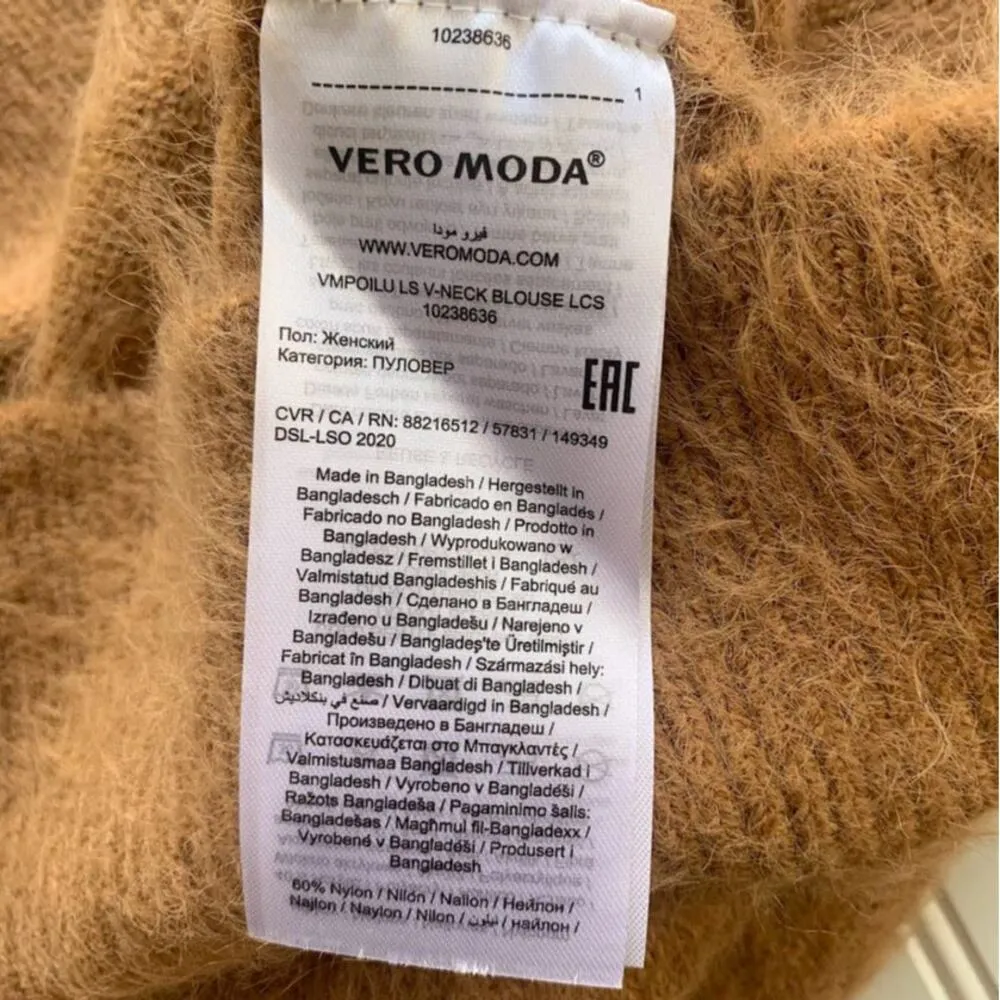 10238636
1
VERO MODA®
فيرو مودا
WWW.VEROMODA.COM
VMPOILU LS V-NECK BLOUSE LCS
10238636
Пол: Женский
Категория: ПУЛОВЕР
EAC
CVR / CA / RN: 88216512 / 57831 / 149349
DSL-LSO 2020
Made in Bangladesh / Hergestellt in
Bangladesch / Fabricado en Bangladés /
Fabricado no Bangladesh / Prodotto in
Bangladesh / Wyprodukowano w
Bangladesz / Fremstillet i Bangladesh /
Valmistatud Bangladeshis / Fabriqué au
Bangladesh / Сделано в Бангладеш /
Izrađeno u Bangladešu / Narejeno v
Bangladešu / Bangladeş'te Üretilmiştir /
Fabricat în Bangladesh / Származási hely:
Bangladesh / Dibuat di Bangladesh /
صنع في بنكلاديش / Vervaardigd in Bangladesh /
Произведено в Бангладеш /
Κατασκευάζεται στο Μπαγκλαντές /
Valmistusmaa Bangladesh / Tillverkad i
Bangladesh / Vyrobeno v Bangladéši /
Ražots Bangladeša / Pagaminimo šalis:
Bangladešas / Magħmul fil-Bangladexx /
Vyrobené v Bangladéši / Produsert i
Bangladesh
60% Nylon / Nilón / Nailon / Нейлон /
Najlon / Naylon / Nilon / نيلون / найлон /